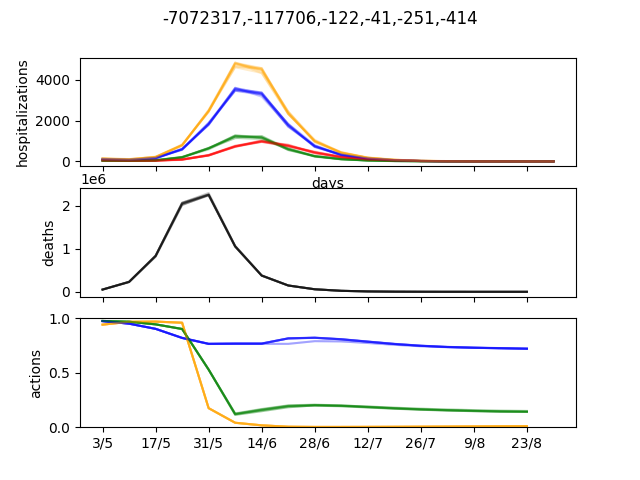 -7072317,-117706,-122,-41,-251,-414
hospitalizations
4000
2000
0
days
1e6
deaths
2
1
0
actions
1.0
0.5
0.0
3/5 17/5 31/5 14/6 28/6 12/7 26/7 9/8 23/8